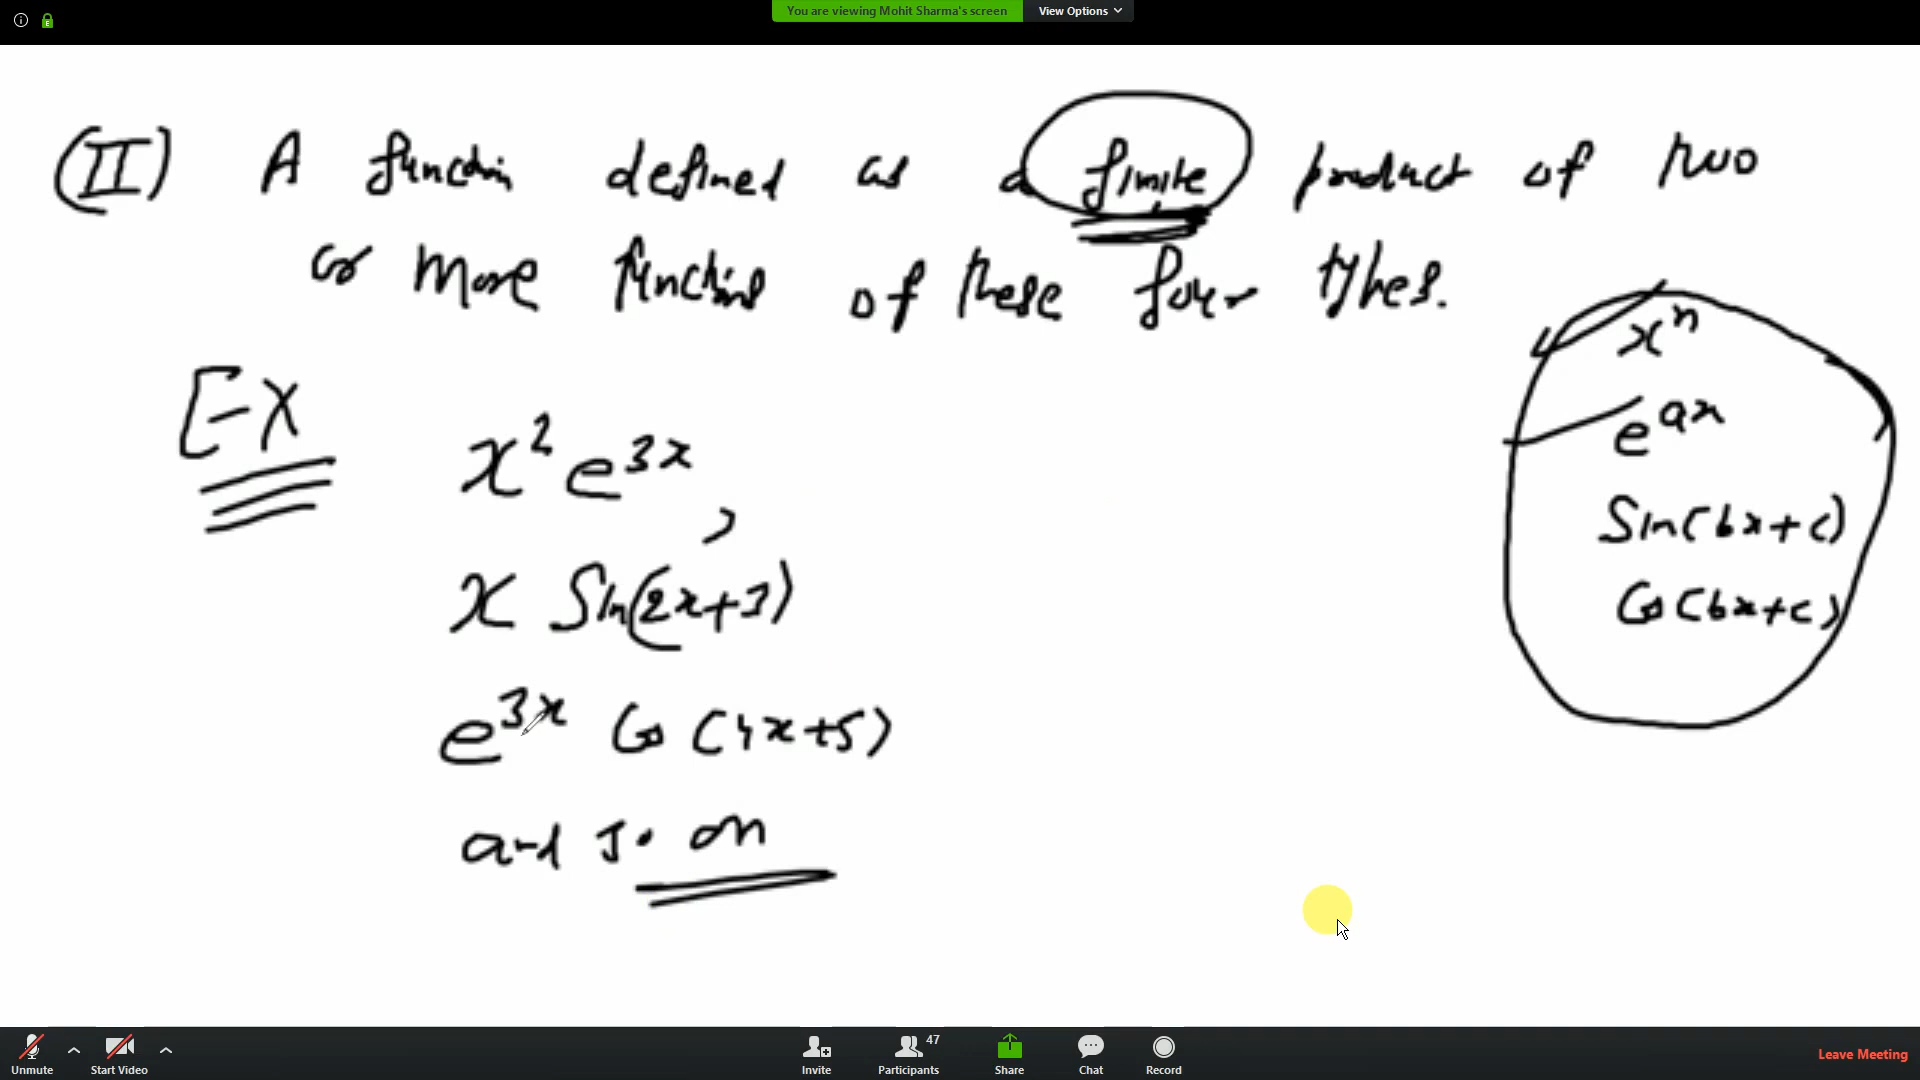 You are viewing Mohit Sharma's screen View Options
(II) A function defined as a finite product of two
or more functions of these four types.
xⁿ
e^ax
Sin(bx+c)
Cos(bx+c)
EX
x² e^3x ,
x Sin(2x+3)
e^3x Cos(4x+5)
and so on
Unmute
Start Video
Invite
Participants 47
Share
Chat
Record
Leave Meeting